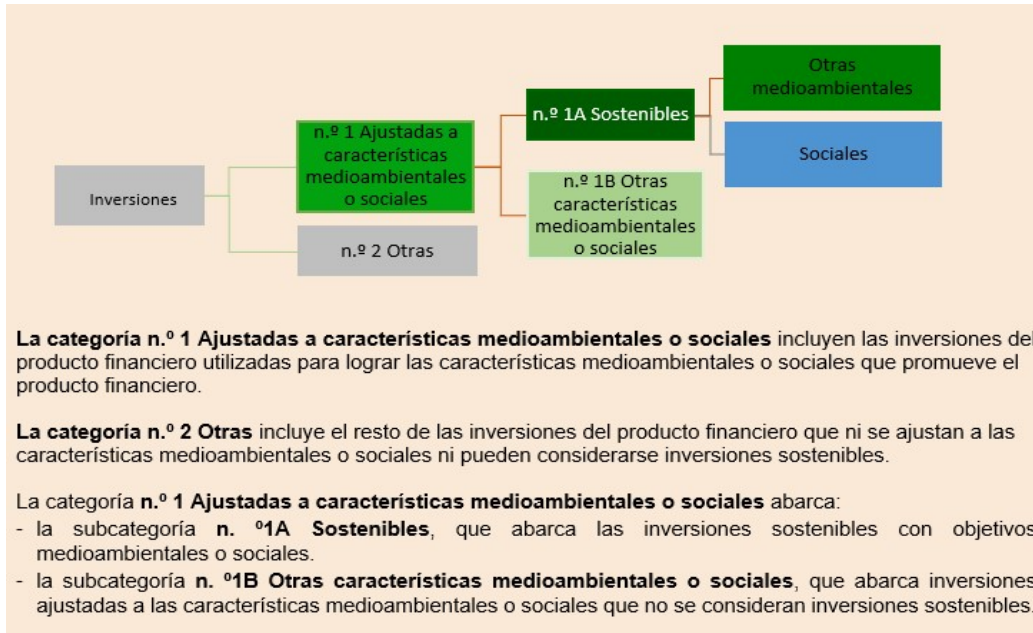 Otras
medioambientales
n.º 1A Sostenibles
n.º 1 Ajustadas a
características
medioambientales
o sociales
Sociales
n.º 1B Otras
características
medioambientales
o sociales
Inversiones
n.º 2 Otras
La categoría n.º 1 Ajustadas a características medioambientales o sociales incluyen las inversiones del
producto financiero utilizadas para lograr las características medioambientales o sociales que promueve el
producto financiero.
La categoría n.º 2 Otras incluye el resto de las inversiones del producto financiero que ni se ajustan a las
características medioambientales o sociales ni pueden considerarse inversiones sostenibles.
La categoría n.º 1 Ajustadas a características medioambientales o sociales abarca:
- la subcategoría n. º1A Sostenibles, que abarca las inversiones sostenibles con objetivos
medioambientales o sociales.
- la subcategoría n. º1B Otras características medioambientales o sociales, que abarca inversiones
ajustadas a las características medioambientales o sociales que no se consideran inversiones sostenibles.